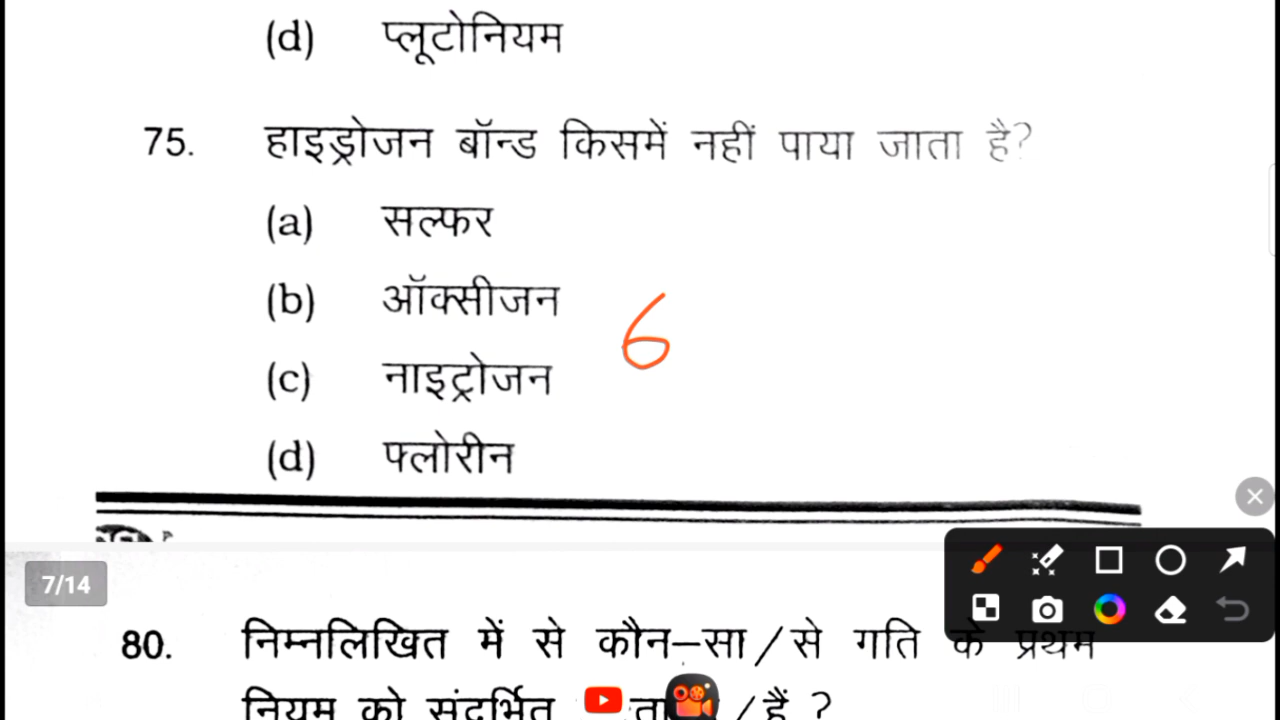 (d) प्लूटोनियम
75. हाइड्रोजन बॉन्ड किसमें नहीं पाया जाता है?
(a) सल्फर
(b) ऑक्सीजन
6
(c) नाइट्रोजन
(d) फ्लोरीन
7/14
80. निम्नलिखित में से कौन-सा/से गति के प्रथम
नियम को संदर्भित /हैं ?